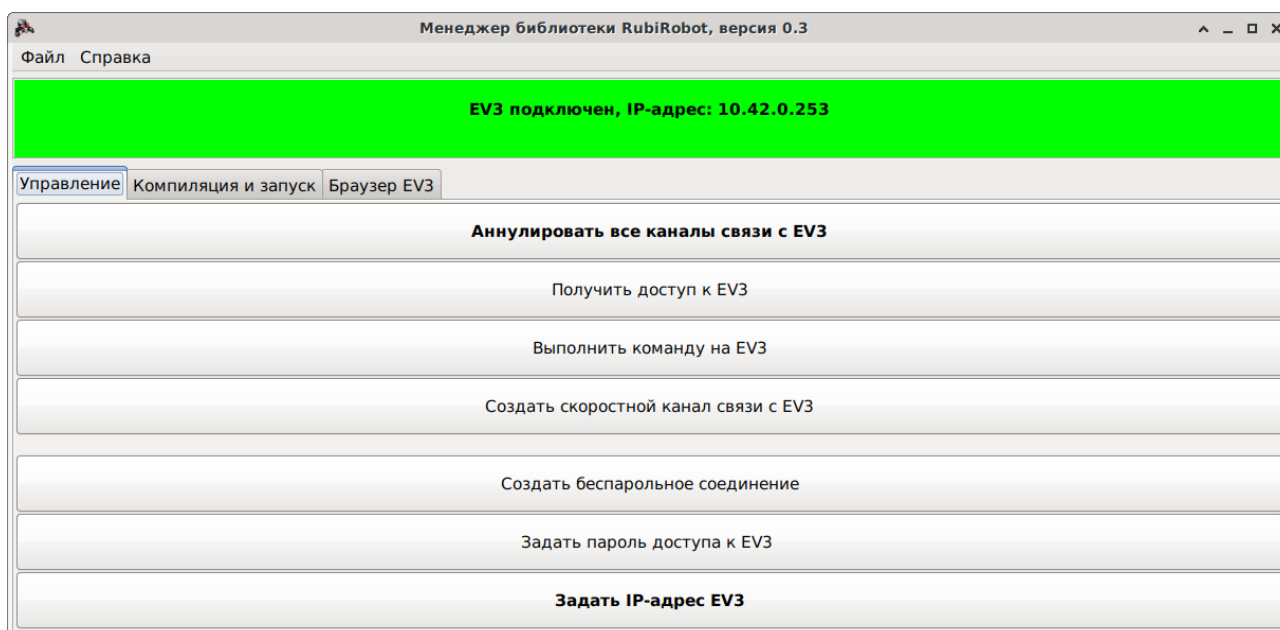 Менеджер библиотеки RubiRobot, версия 0.3
Файл Справка
EV3 подключен, IP-адрес: 10.42.0.253
Управление Компиляция и запуск Браузер EV3
Аннулировать все каналы связи с EV3
Получить доступ к EV3
Выполнить команду на EV3
Создать скоростной канал связи с EV3
Создать беспарольное соединение
Задать пароль доступа к EV3
Задать IP-адрес EV3